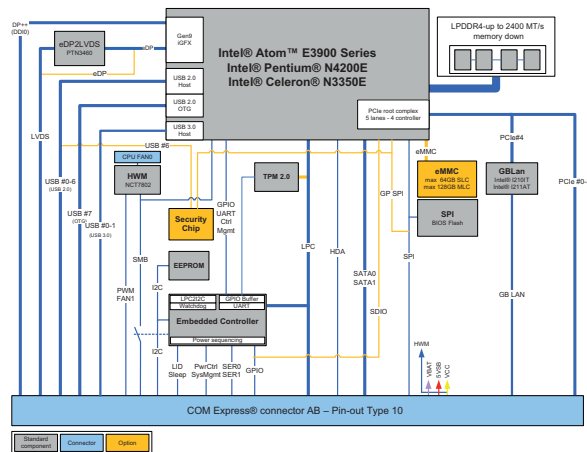 DP++
(DDI0)
eDP2LVDS
PTN3460
eDP
eDP
Gen9
iGFX
USB 2.0
Host
USB 2.0
OTG
USB 3.0
Host
Intel® Atom™ E3900 Series
Intel® Pentium® N4200E
Intel® Celeron® N3350E
PCIe root complex
5 lanes - 4 controller
LPDDR4-up to 2400 MT/s
memory down
LVDS
USB #6
CPU FAN0
HWM
NCT7802
TPM 2.0
Security
Chip
GPIO
UART
Ctrl
Mgmt
eMMC
eMMC
max 64GB SLC
max 128GB MLC
SPI
BIOS Flash
GP SPI
PCIe#4
GBLan
Intel® I210IT
Intel® I211AT
PCIe #0-
USB #0-6
(USB 2.0)
USB #7
(OTG)
USB #0-1
(USB 3.0)
SMB
PWM
FAN1
I2C
EEPROM
LPC
HDA
SATA0
SATA1
SPI
SDIO
GB LAN
LPC2I2C
GPIO Buffer
Watchdog
UART
Embedded Controller
Power sequencing
I2C
LID
Sleep
PwrCtrl
SysMgmt
SER0
SER1
GPIO
HWM
VBAT
5VSB
VCC
COM Express® connector AB – Pin-out Type 10
Standard
component
Connector
Option